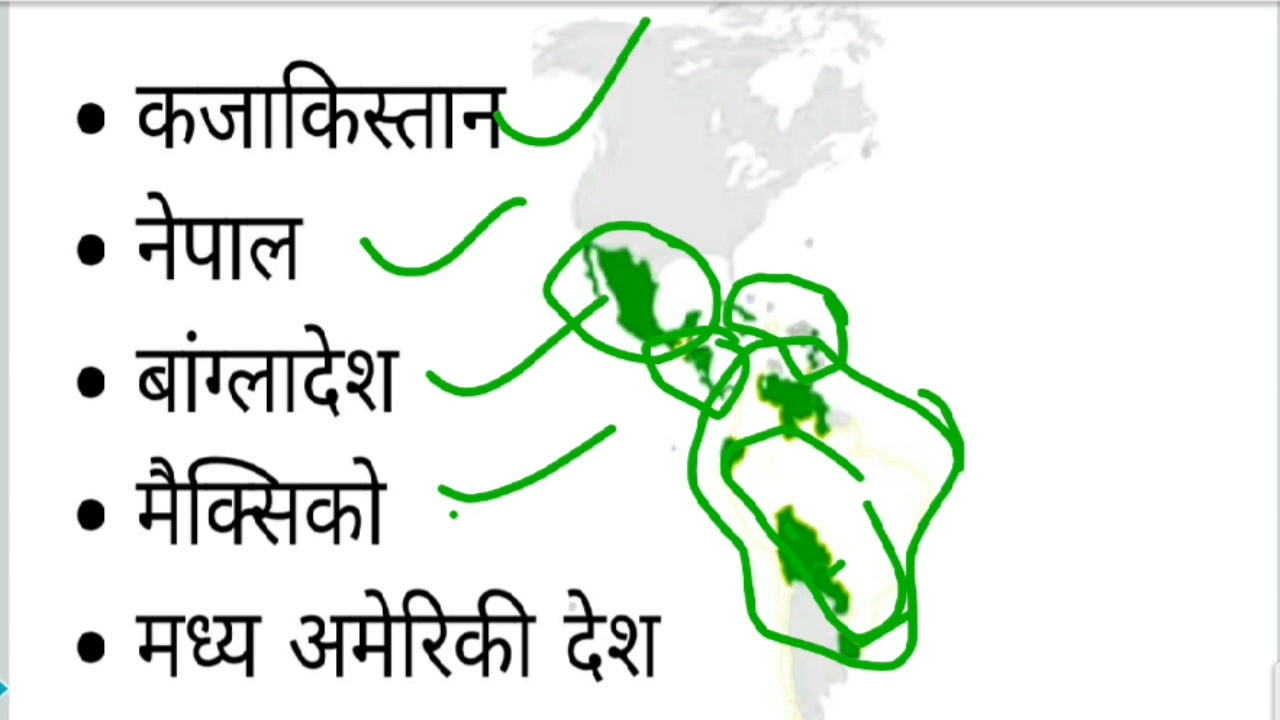 • कजाकिस्तान
• नेपाल
• बांग्लादेश
• मैक्सिको
• मध्य अमेरिकी देश